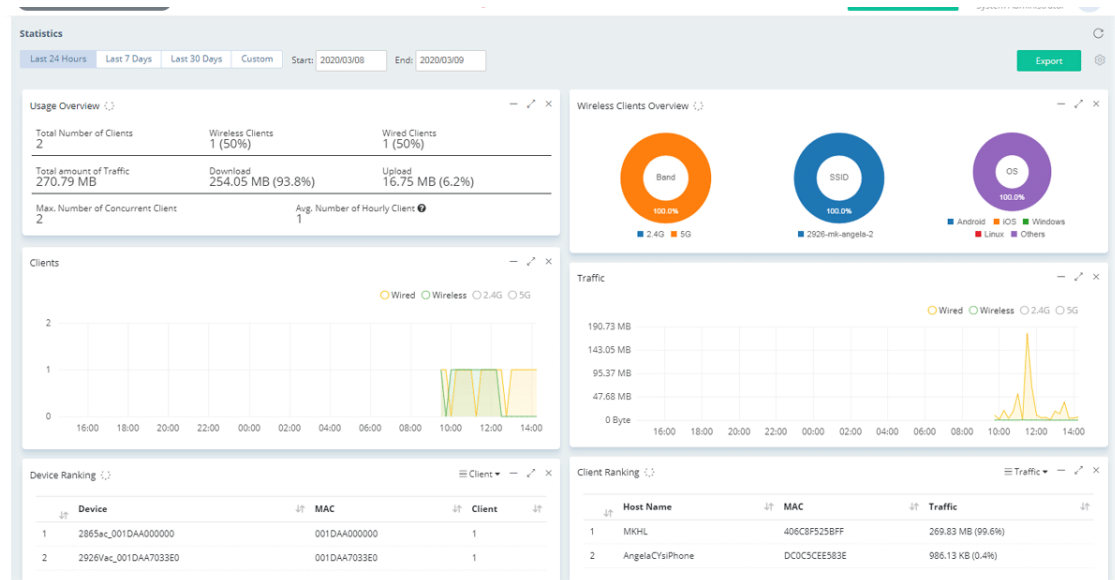 Statistics
Last 24 Hours Last 7 Days Last 30 Days Custom Start: 2020/03/08 End: 2020/03/09 Export
Usage Overview
Total Number of Clients Wireless Clients Wired Clients
2 1 (50%) 1 (50%)
Total amount of Traffic Download Upload
270.79 MB 254.05 MB (93.8%) 16.75 MB (6.2%)
Max. Number of Concurrent Client Avg. Number of Hourly Client
2 1
Wireless Clients Overview
Band SSID OS
100.0% 100.0% 100.0%
2.4G 5G 2926-mk-angela-2 Android iOS Windows
Linux Others
Clients
Wired Wireless 2.4G 5G
2
1
0
16:00 18:00 20:00 22:00 00:00 02:00 04:00 06:00 08:00 10:00 12:00 14:00
Traffic
Wired Wireless 2.4G 5G
190.73 MB
143.05 MB
95.37 MB
47.68 MB
0 Byte
16:00 18:00 20:00 22:00 00:00 02:00 04:00 06:00 08:00 10:00 12:00 14:00
Device Ranking Client
Device MAC Client
1 2865ac_001DAA000000 001DAA000000 1
2 2926Vac_001DAA7033E0 001DAA7033E0 1
Client Ranking Traffic
Host Name MAC Traffic
1 MKHL 406C8F525BFF 269.83 MB (99.6%)
2 AngelaCYsiPhone DC0C5CEE583E 986.13 KB (0.4%)